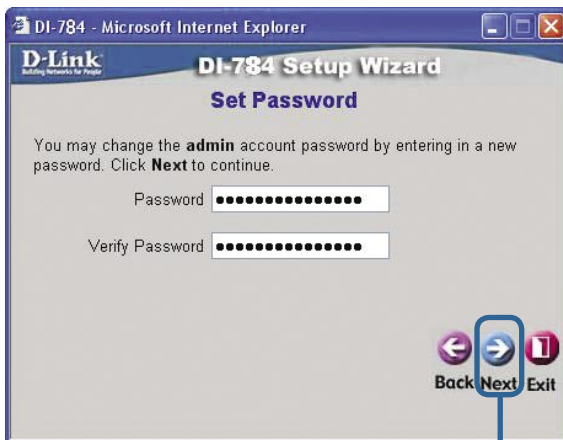 DI-784 - Microsoft Internet Explorer
D-Link
Building Networks for People
DI-784 Setup Wizard
Set Password
You may change the admin account password by entering in a new
password. Click Next to continue.
Password ●●●●●●●●●●●●●●●
Verify Password ●●●●●●●●●●●●●●●
Back Next Exit